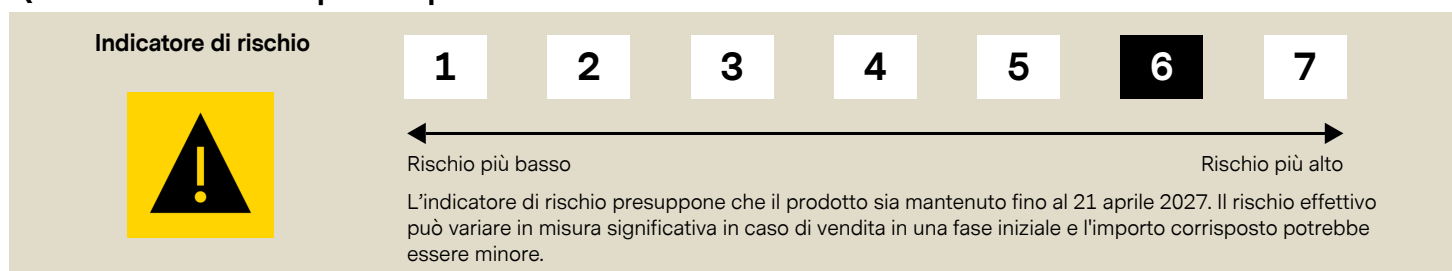 Indicatore di rischio
1 2 3 4 5 6 7
Rischio più basso Rischio più alto
L'indicatore di rischio presuppone che il prodotto sia mantenuto fino al 21 aprile 2027. Il rischio effettivo
può variare in misura significativa in caso di vendita in una fase iniziale e l'importo corrisposto potrebbe
essere minore.